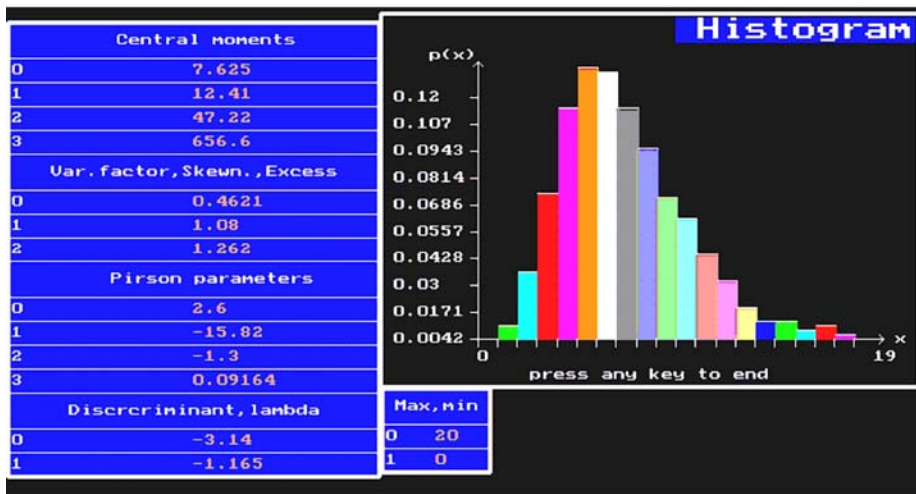 Central moments
0 7.625
1 12.41
2 47.22
3 656.6
Var.factor,Skewn.,Excess
0 0.4621
1 1.08
2 1.262
Pirson parameters
0 2.6
1 -15.82
2 -1.3
3 0.09164
Discrcriminant,lambda
0 -3.14
1 -1.165
Histogram
p(x)
0.12
0.107
0.0943
0.0814
0.0686
0.0557
0.0428
0.03
0.0171
0.0042
x
0 19
press any key to end
Max,min
0 20
1 0